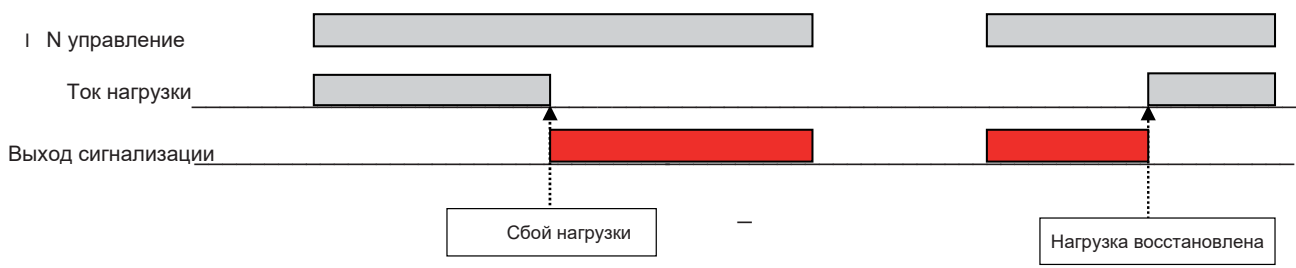 I N управление
Ток нагрузки
Выход сигнализации
Сбой нагрузки
Нагрузка восстановлена